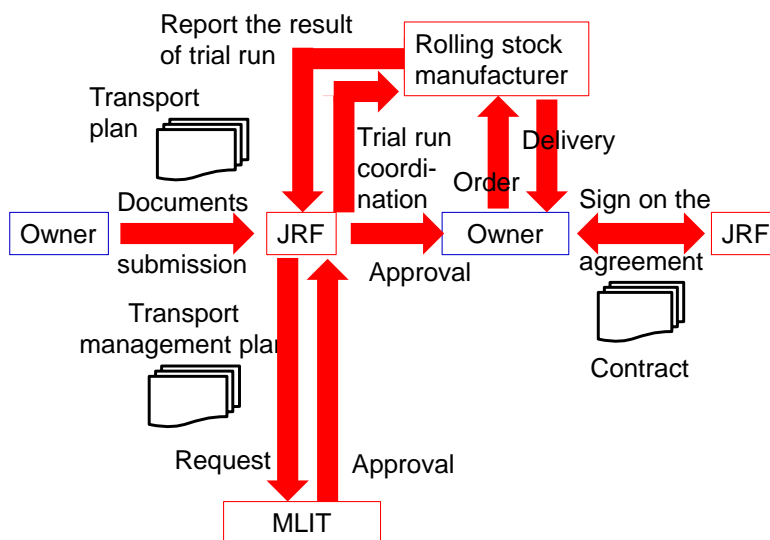 Report the result
of trial run
Rolling stock
manufacturer
Transport
plan
Trial run
coordi-
nation
Delivery
Order
Documents
submission
Sign on the
agreement
Owner
JRF
Owner
JRF
Approval
Transport
management plan
Contract
Request
Approval
MLIT